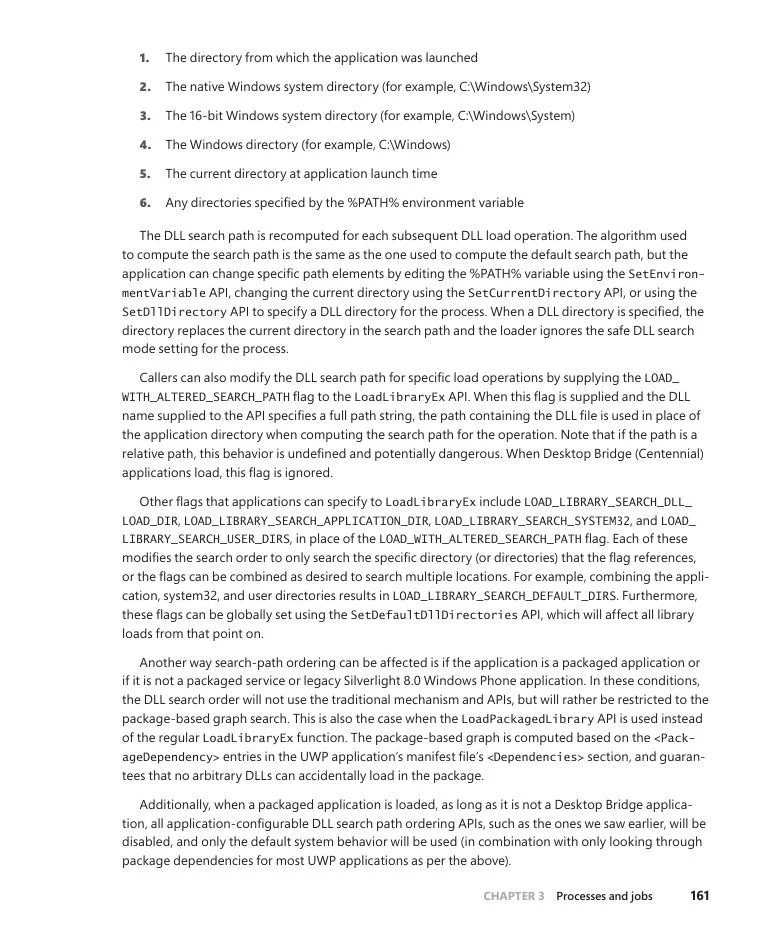 1. The directory from which the application was launched
2. The native Windows system directory (for example, C:\Windows\System32)
3. The 16-bit Windows system directory (for example, C:\Windows\System)
4. The Windows directory (for example, C:\Windows)
5. The current directory at application launch time
6. Any directories specified by the %PATH% environment variable
The DLL search path is recomputed for each subsequent DLL load operation. The algorithm used
to compute the search path is the same as the one used to compute the default search path, but the
application can change specific path elements by editing the %PATH% variable using the SetEnviron-
mentVariable API, changing the current directory using the SetCurrentDirectory API, or using the
SetDllDirectory API to specify a DLL directory for the process. When a DLL directory is specified, the
directory replaces the current directory in the search path and the loader ignores the safe DLL search
mode setting for the process.
Callers can also modify the DLL search path for specific load operations by supplying the LOAD_
WITH_ALTERED_SEARCH_PATH flag to the LoadLibraryEx API. When this flag is supplied and the DLL
name supplied to the API specifies a full path string, the path containing the DLL file is used in place of
the application directory when computing the search path for the operation. Note that if the path is a
relative path, this behavior is undefined and potentially dangerous. When Desktop Bridge (Centennial)
applications load, this flag is ignored.
Other flags that applications can specify to LoadLibraryEx include LOAD_LIBRARY_SEARCH_DLL_
LOAD_DIR, LOAD_LIBRARY_SEARCH_APPLICATION_DIR, LOAD_LIBRARY_SEARCH_SYSTEM32, and LOAD_
LIBRARY_SEARCH_USER_DIRS, in place of the LOAD_WITH_ALTERED_SEARCH_PATH flag. Each of these
modifies the search order to only search the specific directory (or directories) that the flag references,
or the flags can be combined as desired to search multiple locations. For example, combining the appli-
cation, system32, and user directories results in LOAD_LIBRARY_SEARCH_DEFAULT_DIRS. Furthermore,
these flags can be globally set using the SetDefaultDllDirectories API, which will affect all library
loads from that point on.
Another way search-path ordering can be affected is if the application is a packaged application or
if it is not a packaged service or legacy Silverlight 8.0 Windows Phone application. In these conditions,
the DLL search order will not use the traditional mechanism and APIs, but will rather be restricted to the
package-based graph search. This is also the case when the LoadPackagedLibrary API is used instead
of the regular LoadLibraryEx function. The package-based graph is computed based on the <Pack-
ageDependency> entries in the UWP application's manifest file's <Dependencies> section, and guaran-
tees that no arbitrary DLLs can accidentally load in the package.
Additionally, when a packaged application is loaded, as long as it is not a Desktop Bridge applica-
tion, all application-configurable DLL search path ordering APIs, such as the ones we saw earlier, will be
disabled, and only the default system behavior will be used (in combination with only looking through
package dependencies for most UWP applications as per the above).
CHAPTER 3 Processes and jobs 161